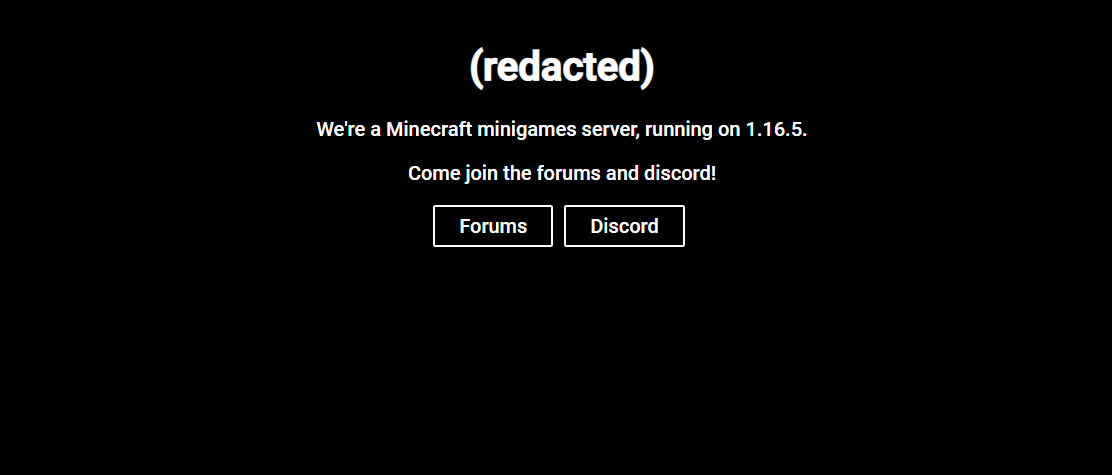 (redacted)
We're a Minecraft minigames server, running on 1.16.5.
Come join the forums and discord!
Forums Discord